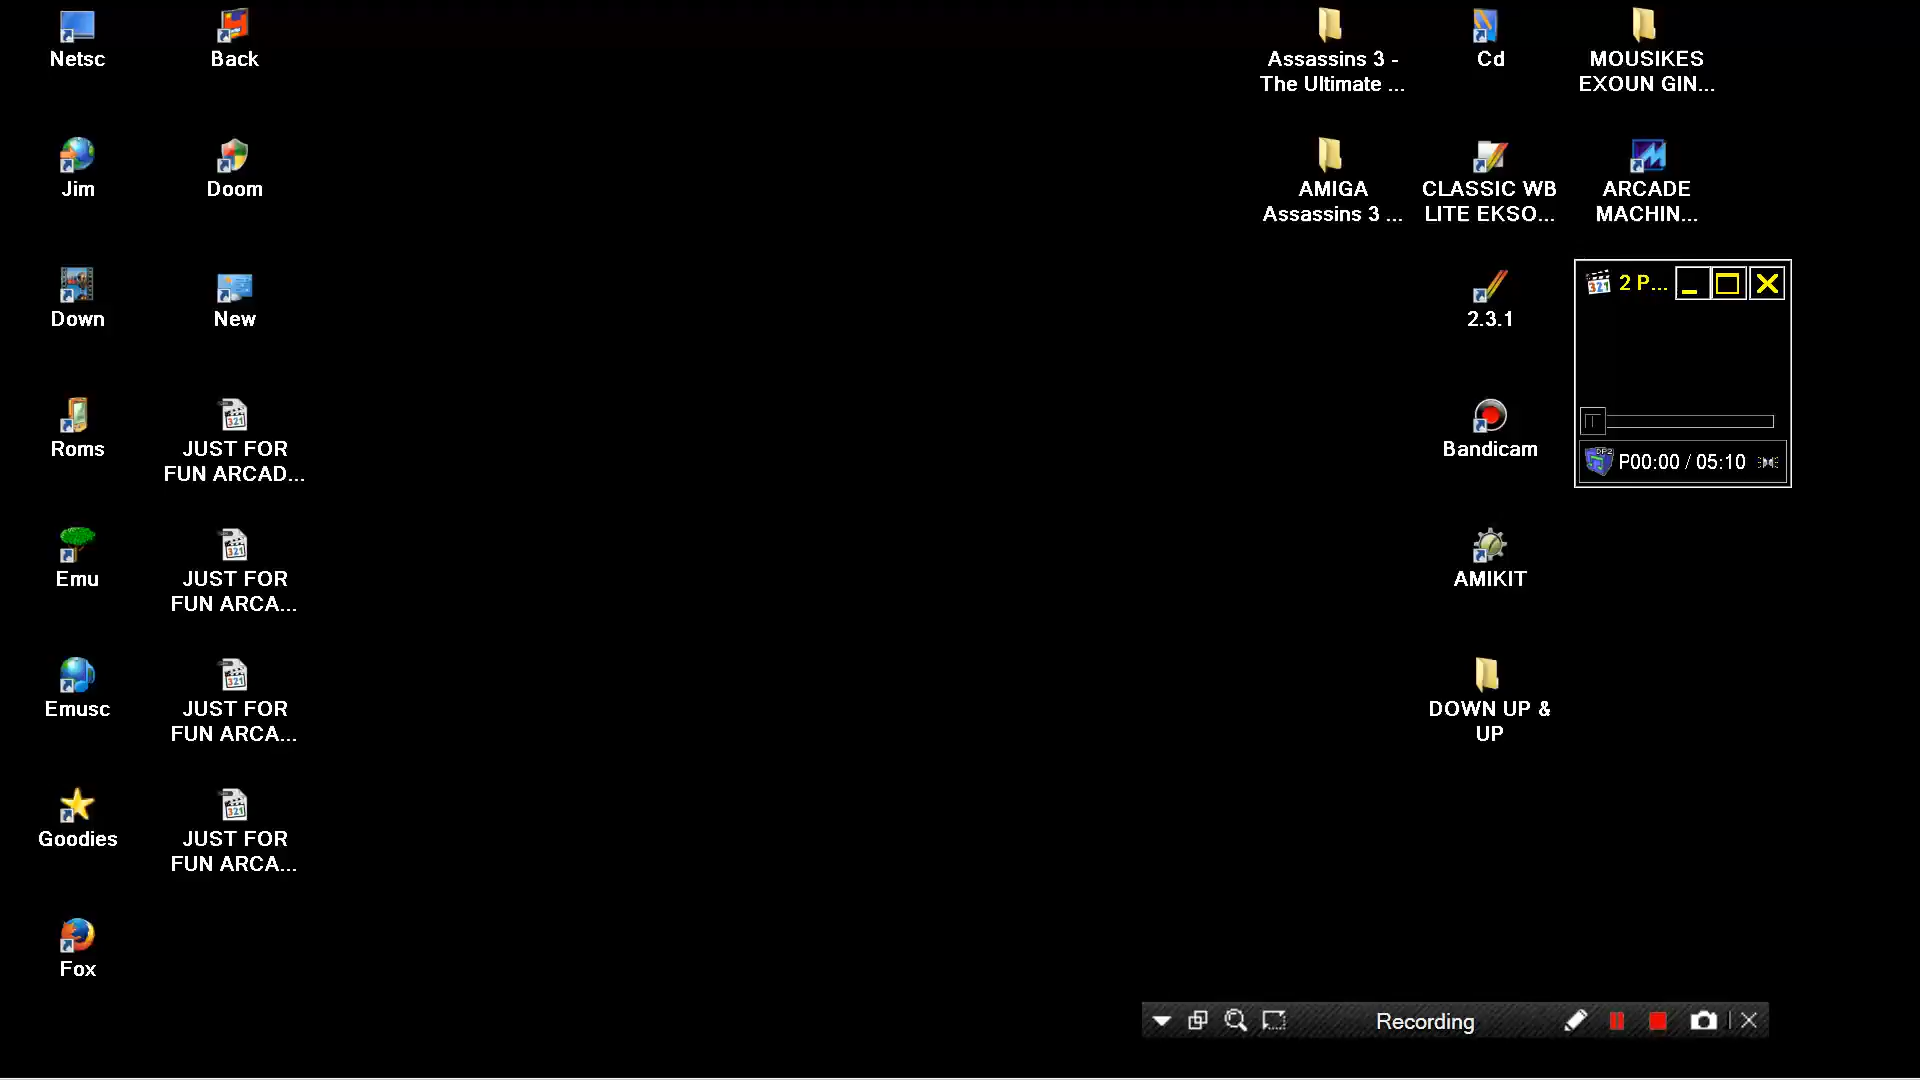 Netsc
Back
Assassins 3 -
The Ultimate ...
Cd
MOUSIKES
EXOUN GIN...
Jim
Doom
AMIGA
Assassins 3 ...
CLASSIC WB
LITE EKSO...
ARCADE
MACHIN...
Down
New
2.3.1
2 P...
Roms
JUST FOR
FUN ARCAD...
Bandicam
P00:00 / 05:10
Emu
JUST FOR
FUN ARCA...
AMIKIT
Emusc
JUST FOR
FUN ARCA...
DOWN UP &
UP
Goodies
JUST FOR
FUN ARCA...
Fox
Recording